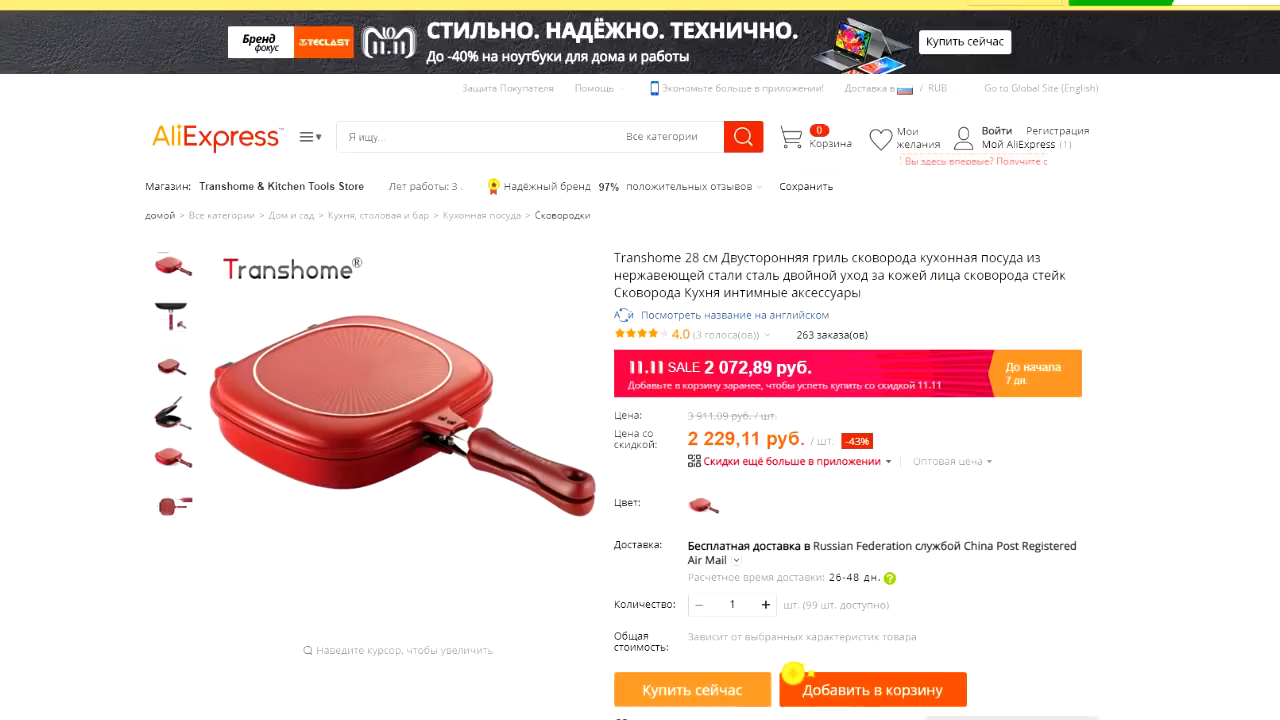 Бренд
фокус
TECLAST
11.11
СТИЛЬНО. НАДЁЖНО. ТЕХНИЧНО.
До -40% на ноутбуки для дома и работы
Купить сейчас
Защита Покупателя
Помощь
Экономьте больше в приложении!
Доставка в / RUB
Go to Global Site (English)
AliExpress™
Я ищу...
Все категории
0
Корзина
Мои
желания
Войти Регистрация
Мой AliExpress (1)
Вы здесь впервые? Получите с
Магазин: Transhome & Kitchen Tools Store
Лет работы: 3 .
Надёжный бренд 97% положительных отзывов
Сохранить
домой > Все категории > Дом и сад > Кухня, столовая и бар > Кухонная посуда > Сковородки
Transhome®
Transhome 28 см Двусторонняя гриль сковорода кухонная посуда из
нержавеющей стали сталь двойной уход за кожей лица сковорода стейк
Сковорода Кухня интимные аксессуары
Посмотреть название на английском
4.0 (3 голоса(ов)) 263 заказа(ов)
11.11 SALE 2 072,89 руб.
Добавьте в корзину заранее, чтобы успеть купить со скидкой 11.11
До начала
7 дн.
Цена: 3 911,09 руб. / шт.
Цена со
скидкой:
2 229,11 руб. / шт. -43%
Скидки ещё больше в приложении Оптовая цена
Цвет:
Доставка: Бесплатная доставка в Russian Federation службой China Post Registered
Air Mail
Расчётное время доставки: 26-48 дн. ?
Количество: − 1 + шт. (99 шт. доступно)
Общая
стоимость:
Зависит от выбранных характеристик товара
Наведите курсор, чтобы увеличить
Купить сейчас
Добавить в корзину